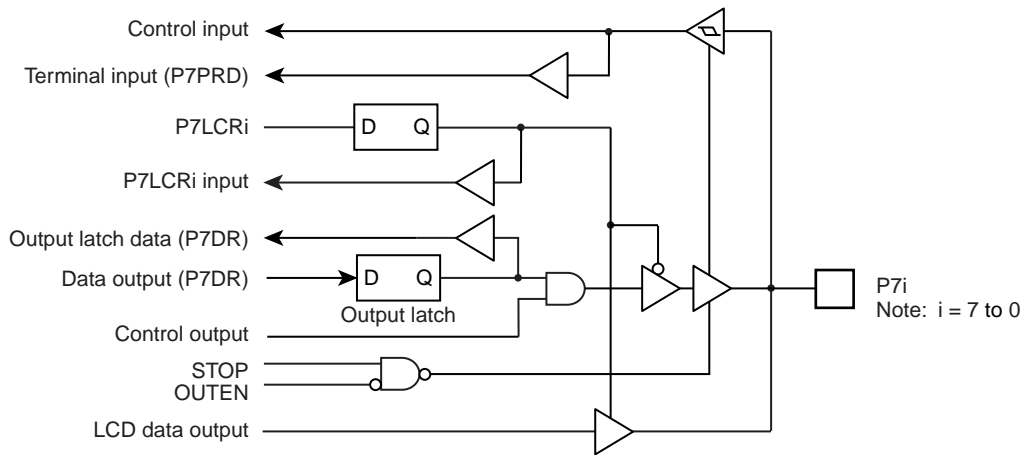 Control input
Terminal input (P7PRD)
P7LCRi
D Q
P7LCRi input
Output latch data (P7DR)
Data output (P7DR)
D Q
Output latch
P7i
Note: i = 7 to 0
Control output
STOP
OUTEN
LCD data output